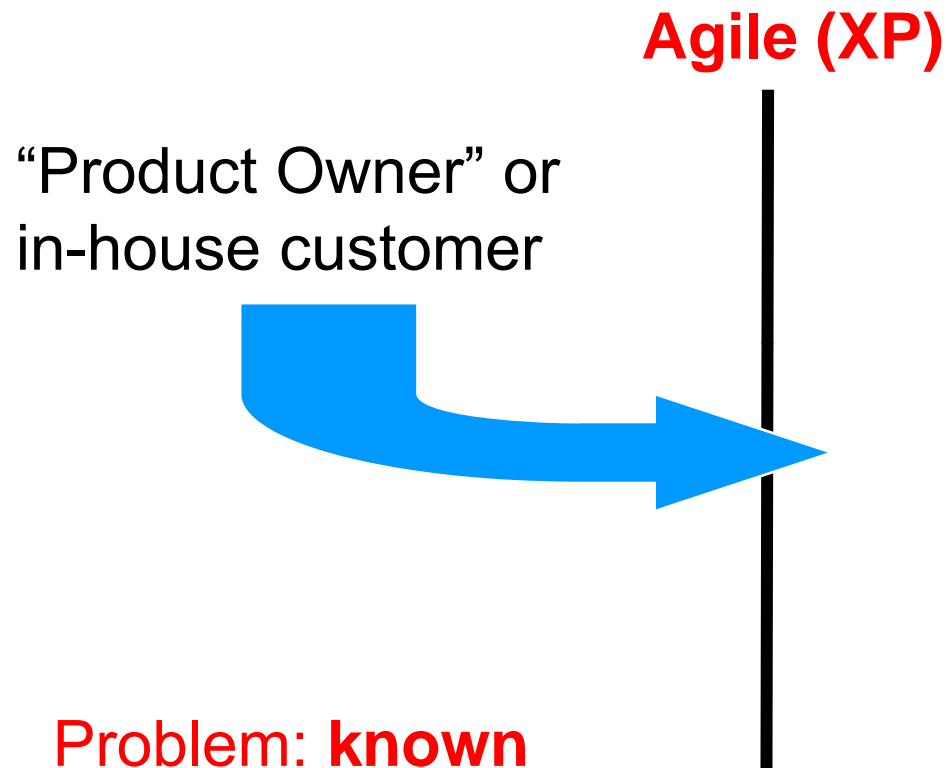 Agile (XP)
“Product Owner” or
in-house customer
Problem: known